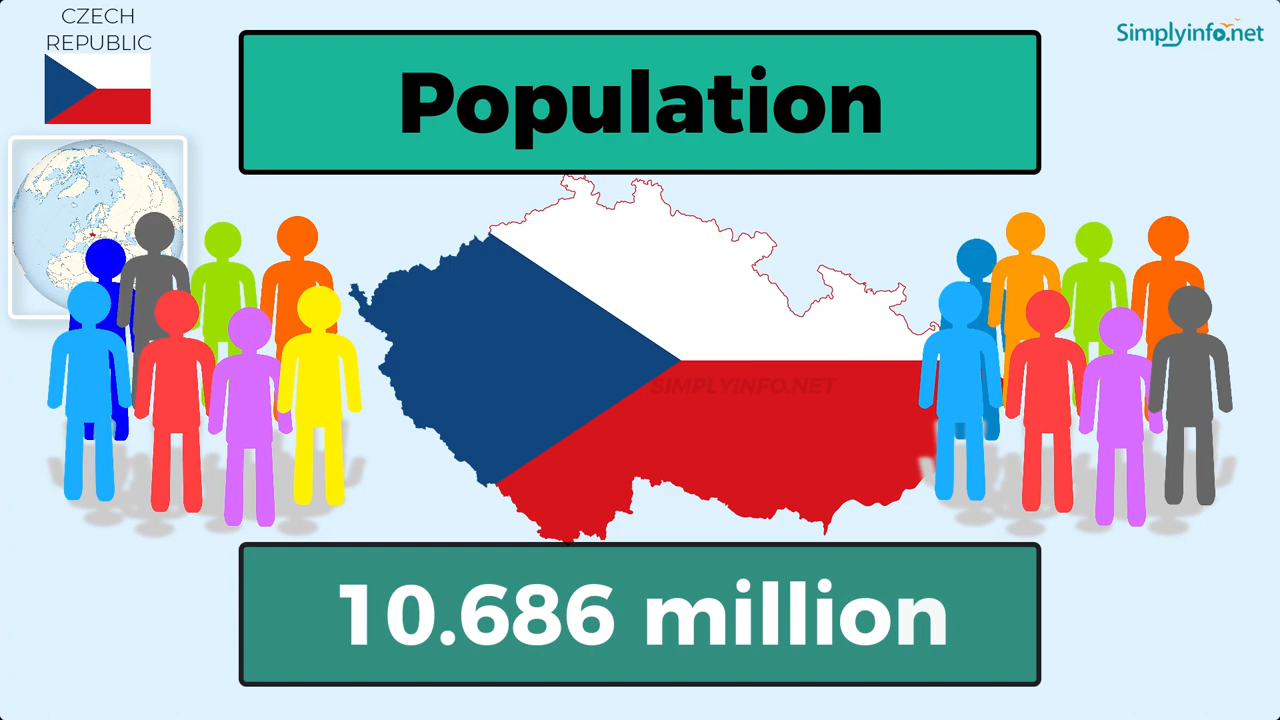 CZECH
REPUBLIC
Simplyinfo.net
Population
SIMPLYINFO.NET
10.686 million